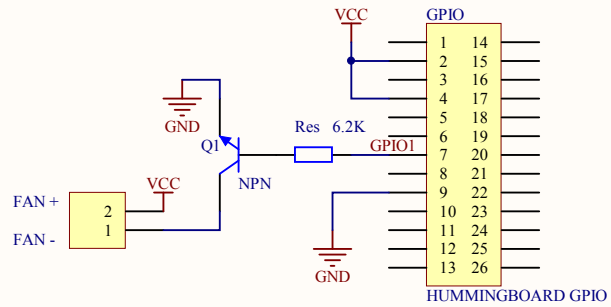 VCC
GPIO
1 14
2 15
3 16
4 17
5 18
6 19
7 20
8 21
9 22
10 23
11 24
12 25
13 26
HUMMINGBOARD GPIO
GND
Q1
NPN
Res 6.2K
GPIO1
GND
VCC
FAN +
FAN -
2
1